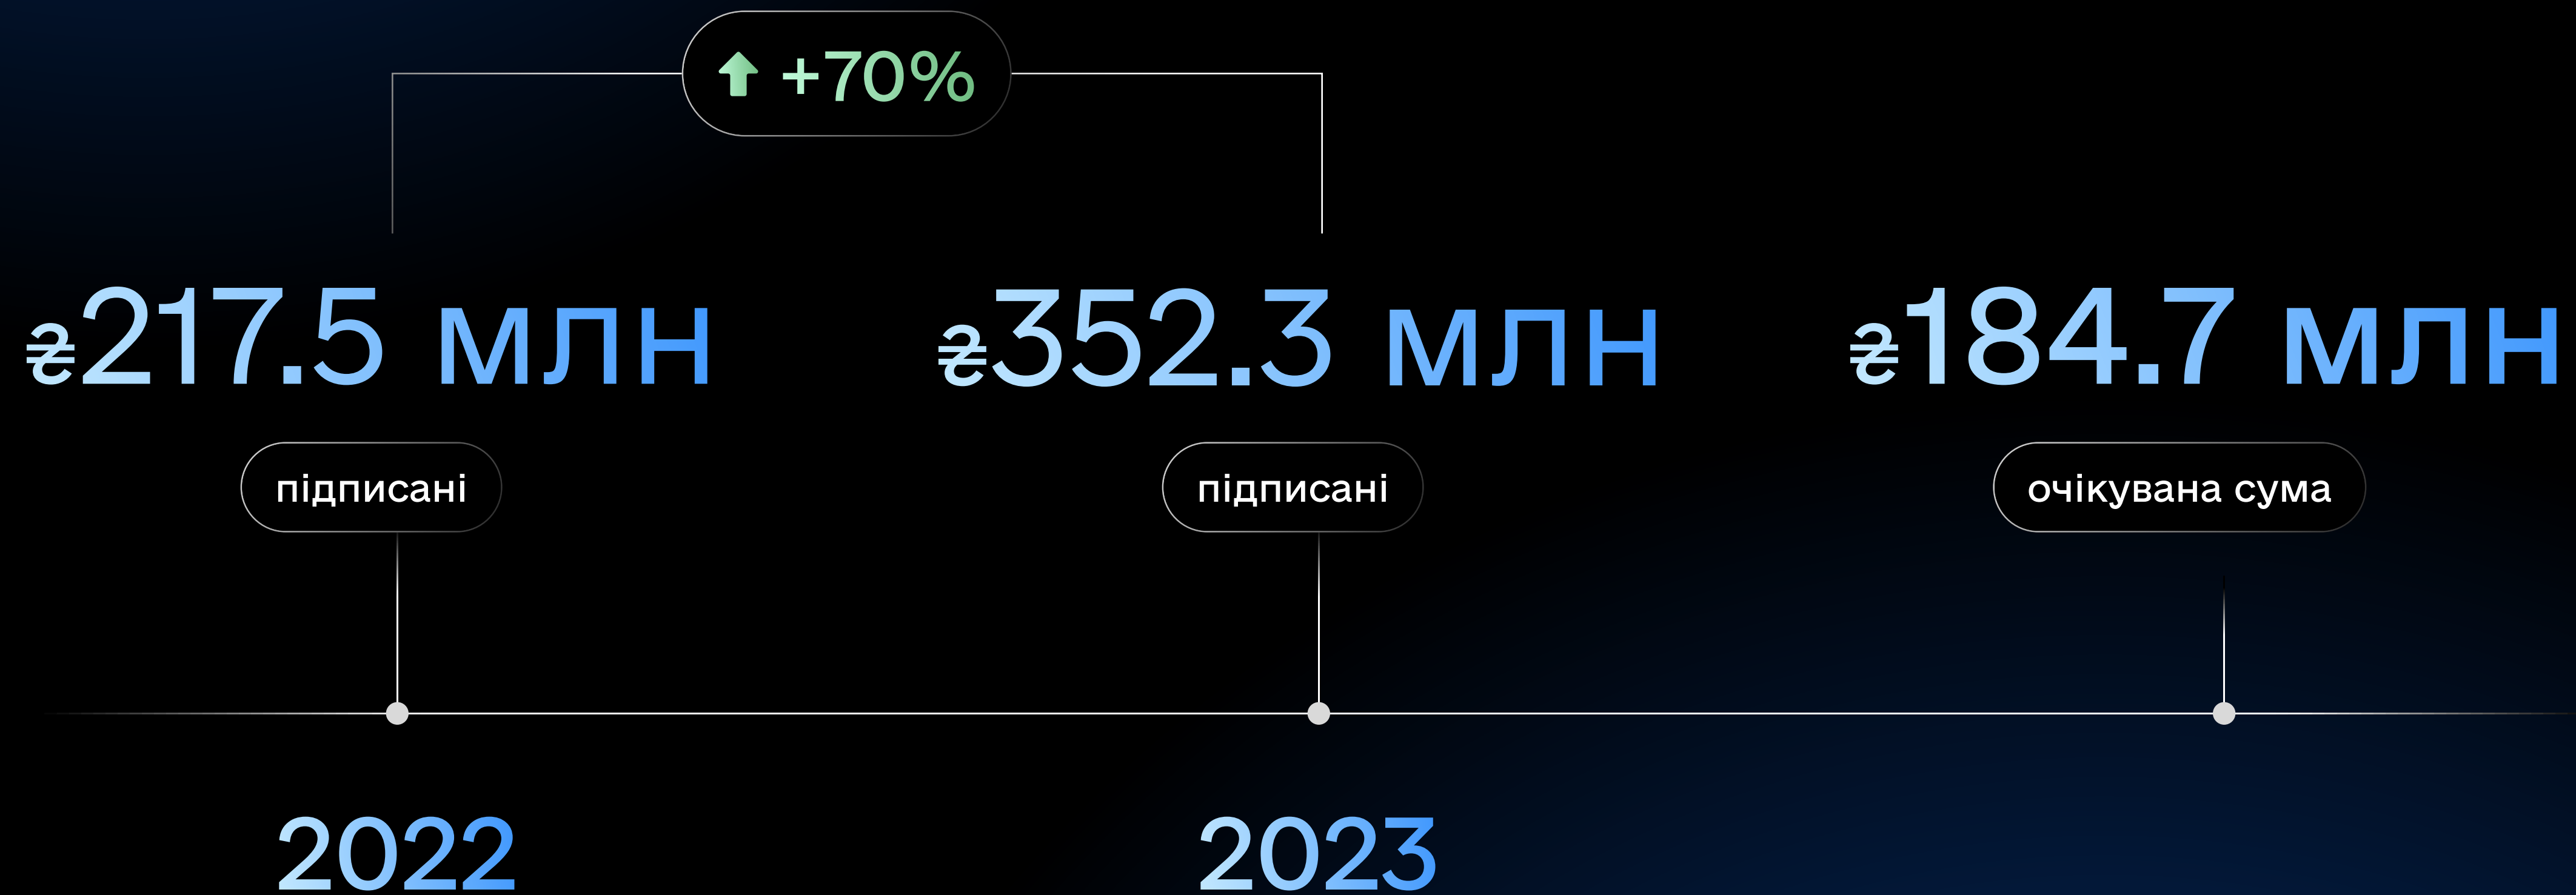 +70%
₴217.5 млн
₴352.3 млн
₴184.7 млн
підписані
підписані
очікувана сума
2022
2023